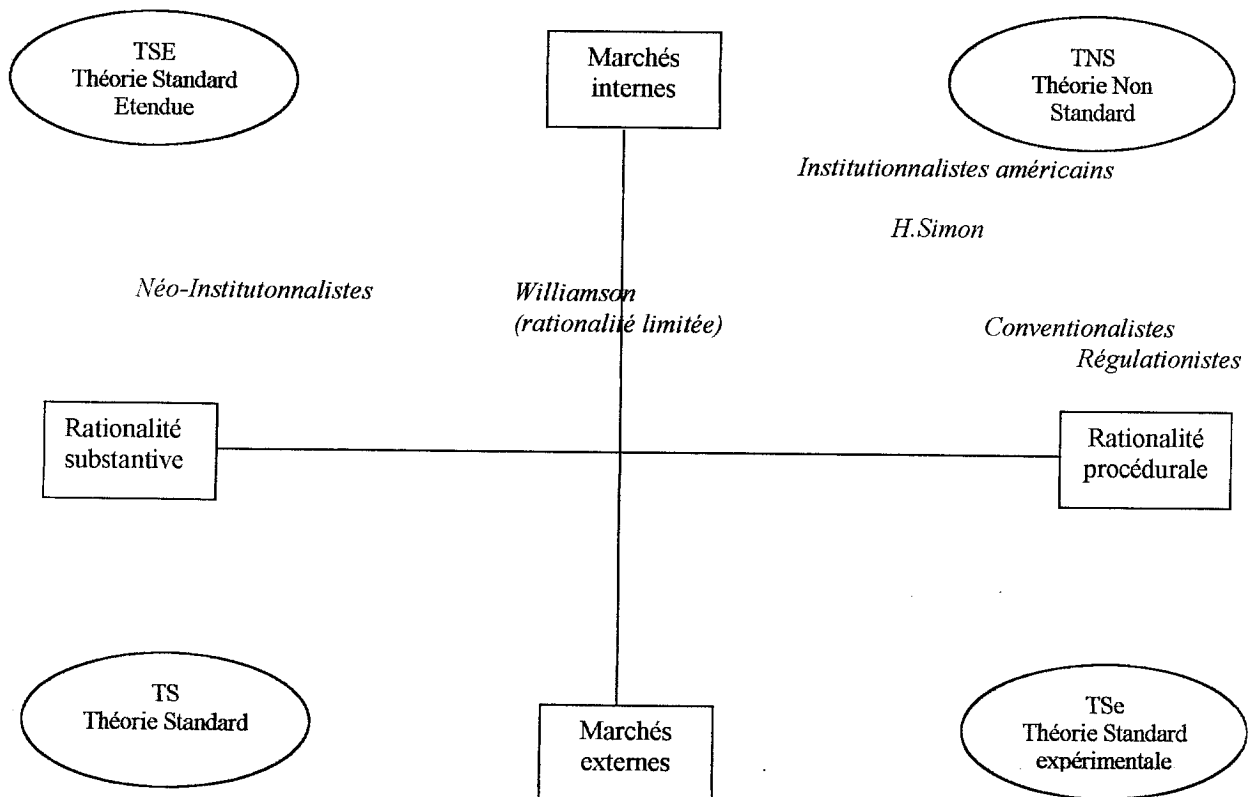 TSE
Théorie Standard
Etendue
Marchés
internes
TNS
Théorie Non
Standard
Institutionnalistes américains
H.Simon
Néo-Institutonnalistes
Williamson
(rationalité limitée)
Conventionalistes
Régulationistes
Rationalité
substantive
Rationalité
procédurale
TS
Théorie Standard
Marchés
externes
TSe
Théorie Standard
expérimentale